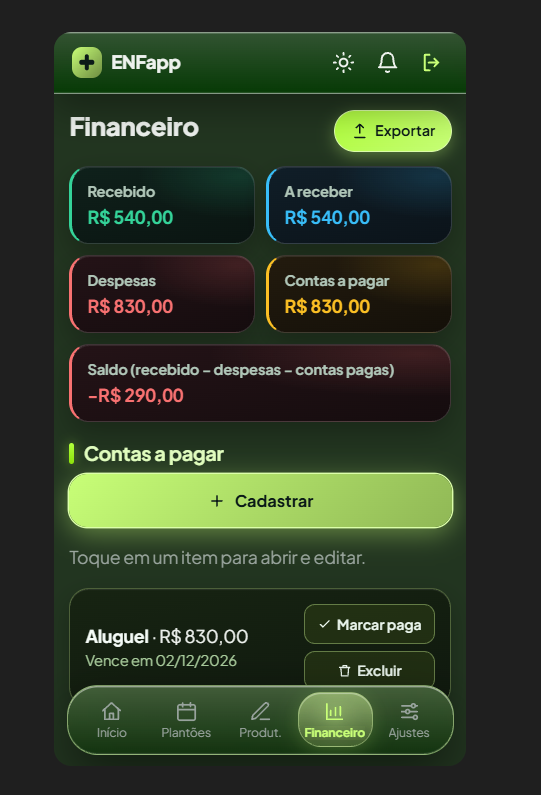 ENFapp
Financeiro
Exportar
Recebido
R$ 540,00
A receber
R$ 540,00
Despesas
R$ 830,00
Contas a pagar
R$ 830,00
Saldo (recebido – despesas – contas pagas)
–R$ 290,00
Contas a pagar
+ Cadastrar
Toque em um item para abrir e editar.
Aluguel · R$ 830,00
Vence em 02/12/2026
Marcar paga
Excluir
Início
Plantões
Produt.
Financeiro
Ajustes